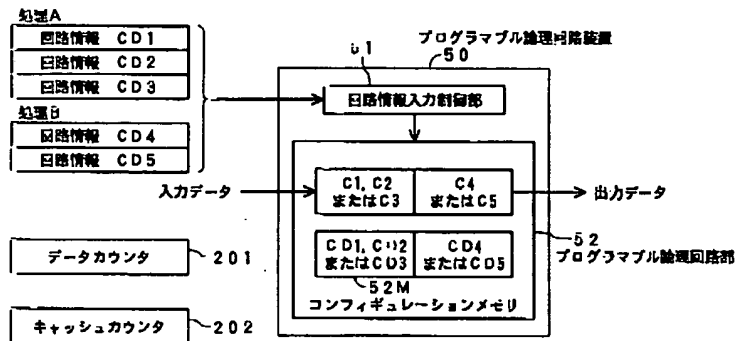 処理A
回路情報 CD1
回路情報 CD2
回路情報 CD3
処理B
回路情報 CD4
回路情報 CD5
51
プログラマブル論理回路装置
50
回路情報入力制御部
入力データ
C1, C2
またはC3
C4
またはC5
出力データ
CD1, CD2
またはCD3
CD4
またはCD5
52
プログラマブル論理回路部
52M
コンフィギュレーションメモリ
データカウンタ
201
キャッシュカウンタ
202